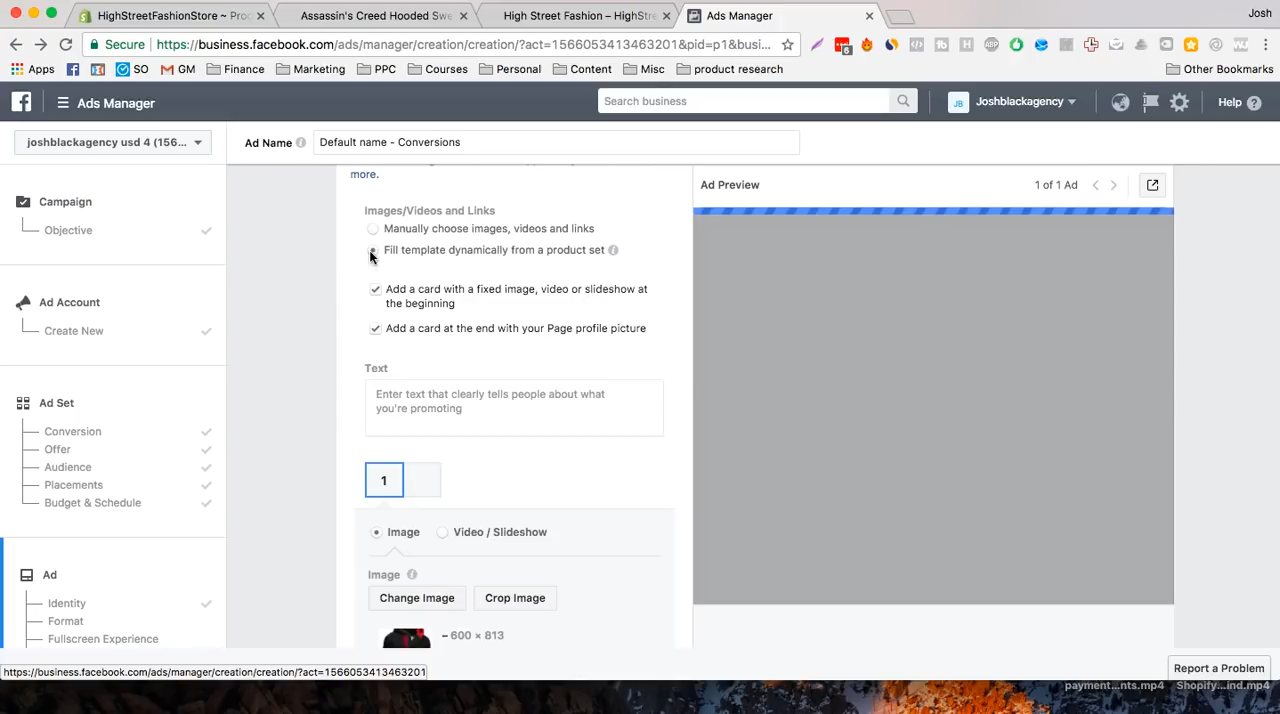 HighStreetFashionStore ~ Proc
Assassin's Creed Hooded Swe
High Street Fashion – HighStre
Ads Manager
Josh
Secure
https://business.facebook.com/ads/manager/creation/creation/?act=1566053413463201&pid=p1&busi...
6
ABP
Apps
SO
GM
Finance
Marketing
PPC
Courses
Personal
Content
Misc
product research
Other Bookmarks
Ads Manager
Search business
JB
Joshblackagency
Help
joshblackagency usd 4 (156...
Ad Name
Default name - Conversions
more.
Ad Preview
1 of 1 Ad
Campaign
Objective
Ad Account
Create New
Ad Set
Conversion
Offer
Audience
Placements
Budget & Schedule
Ad
Identity
Format
Fullscreen Experience
Images/Videos and Links
Manually choose images, videos and links
Fill template dynamically from a product set
Add a card with a fixed image, video or slideshow at
the beginning
Add a card at the end with your Page profile picture
Text
Enter text that clearly tells people about what
you're promoting
1
Image
Video / Slideshow
Image
Change Image
Crop Image
– 600 × 813
https://business.facebook.com/ads/manager/creation/creation/?act=1566053413463201
Report a Problem
payment...nts.mp4
Shopify...ind.mp4